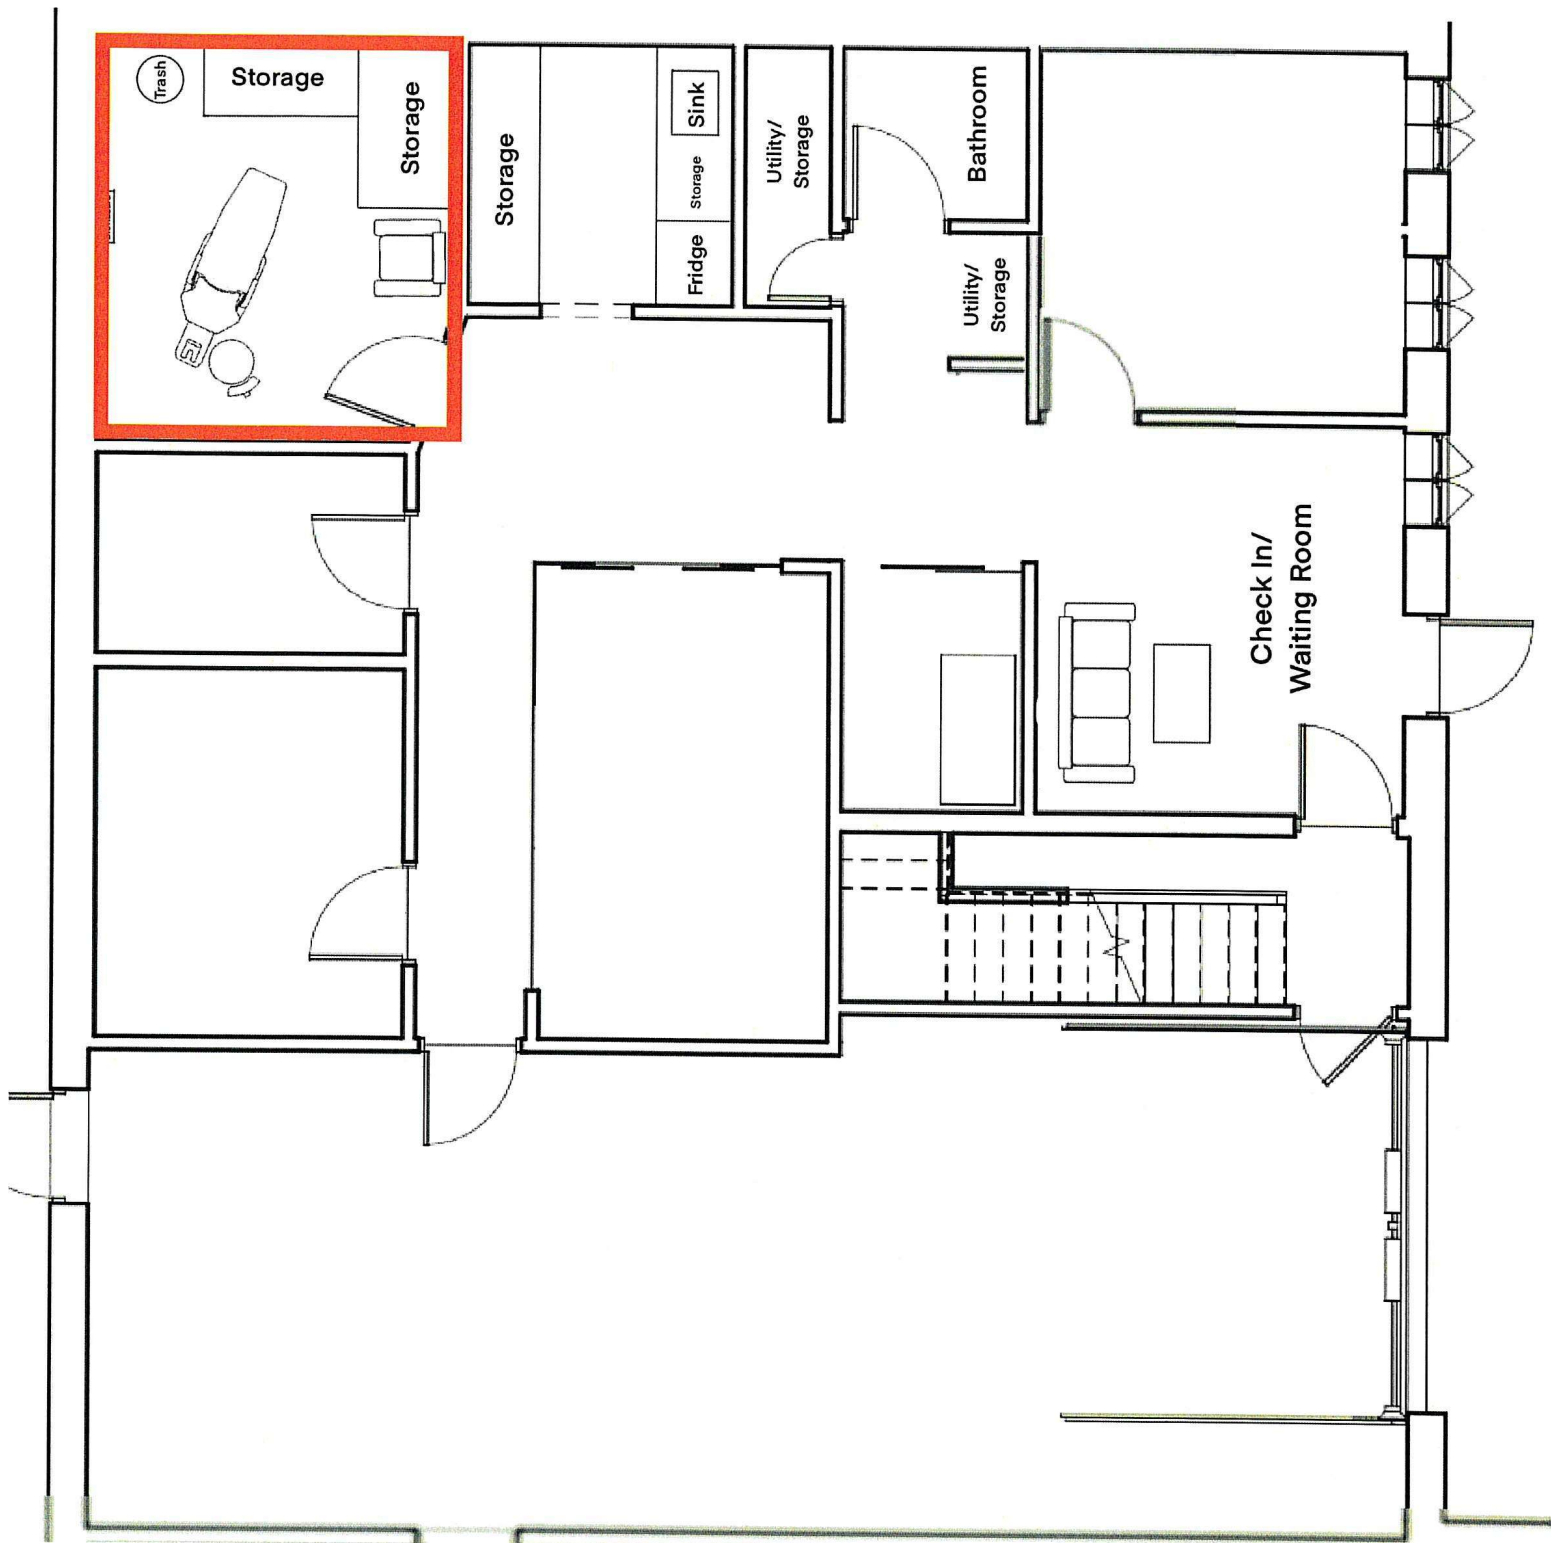 Trash
Storage
Storage
Storage
Sink
Storage
Fridge
Utility/
Storage
Bathroom
Utility/
Storage
Check In/
Waiting Room